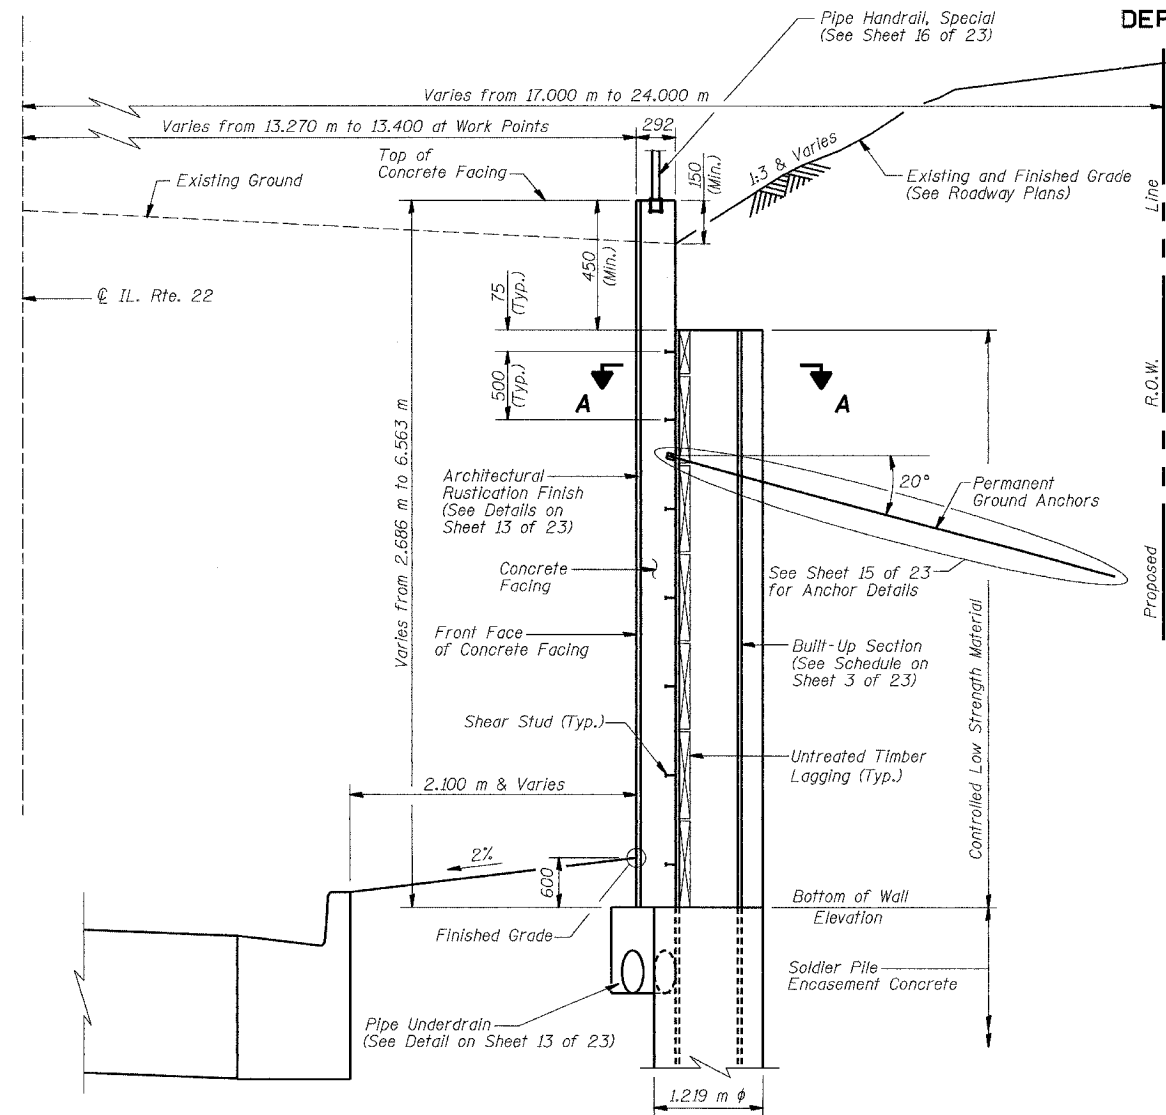 Pipe Handrail, Special
(See Sheet 16 of 23)
DEP
Varies from 17.000 m to 24.000 m
Varies from 13.270 m to 13.400 at Work Points
292
Top of
Concrete Facing
Existing Ground
150
(Min.)
1:3 & Varies
Existing and Finished Grade
(See Roadway Plans)
Line
450
(Min.)
75
(Typ.)
℄ IL. Rte. 22
500
(Typ.)
A
A
R.O.W.
Varies from 2.686 m to 6.563 m
Architectural
Rustication Finish
(See Details on
Sheet 13 of 23)
20°
Permanent
Ground Anchors
Concrete
Facing
See Sheet 15 of 23
for Anchor Details
Proposed
Front Face
of Concrete Facing
Built-Up Section
(See Schedule on
Sheet 3 of 23)
Controlled Low Strength Material
Shear Stud (Typ.)
Untreated Timber
Lagging (Typ.)
2.100 m & Varies
2%
600
Bottom of Wall
Elevation
Finished Grade
Soldier Pile
Encasement Concrete
Pipe Underdrain
(See Detail on Sheet 13 of 23)
1.219 m ϕ